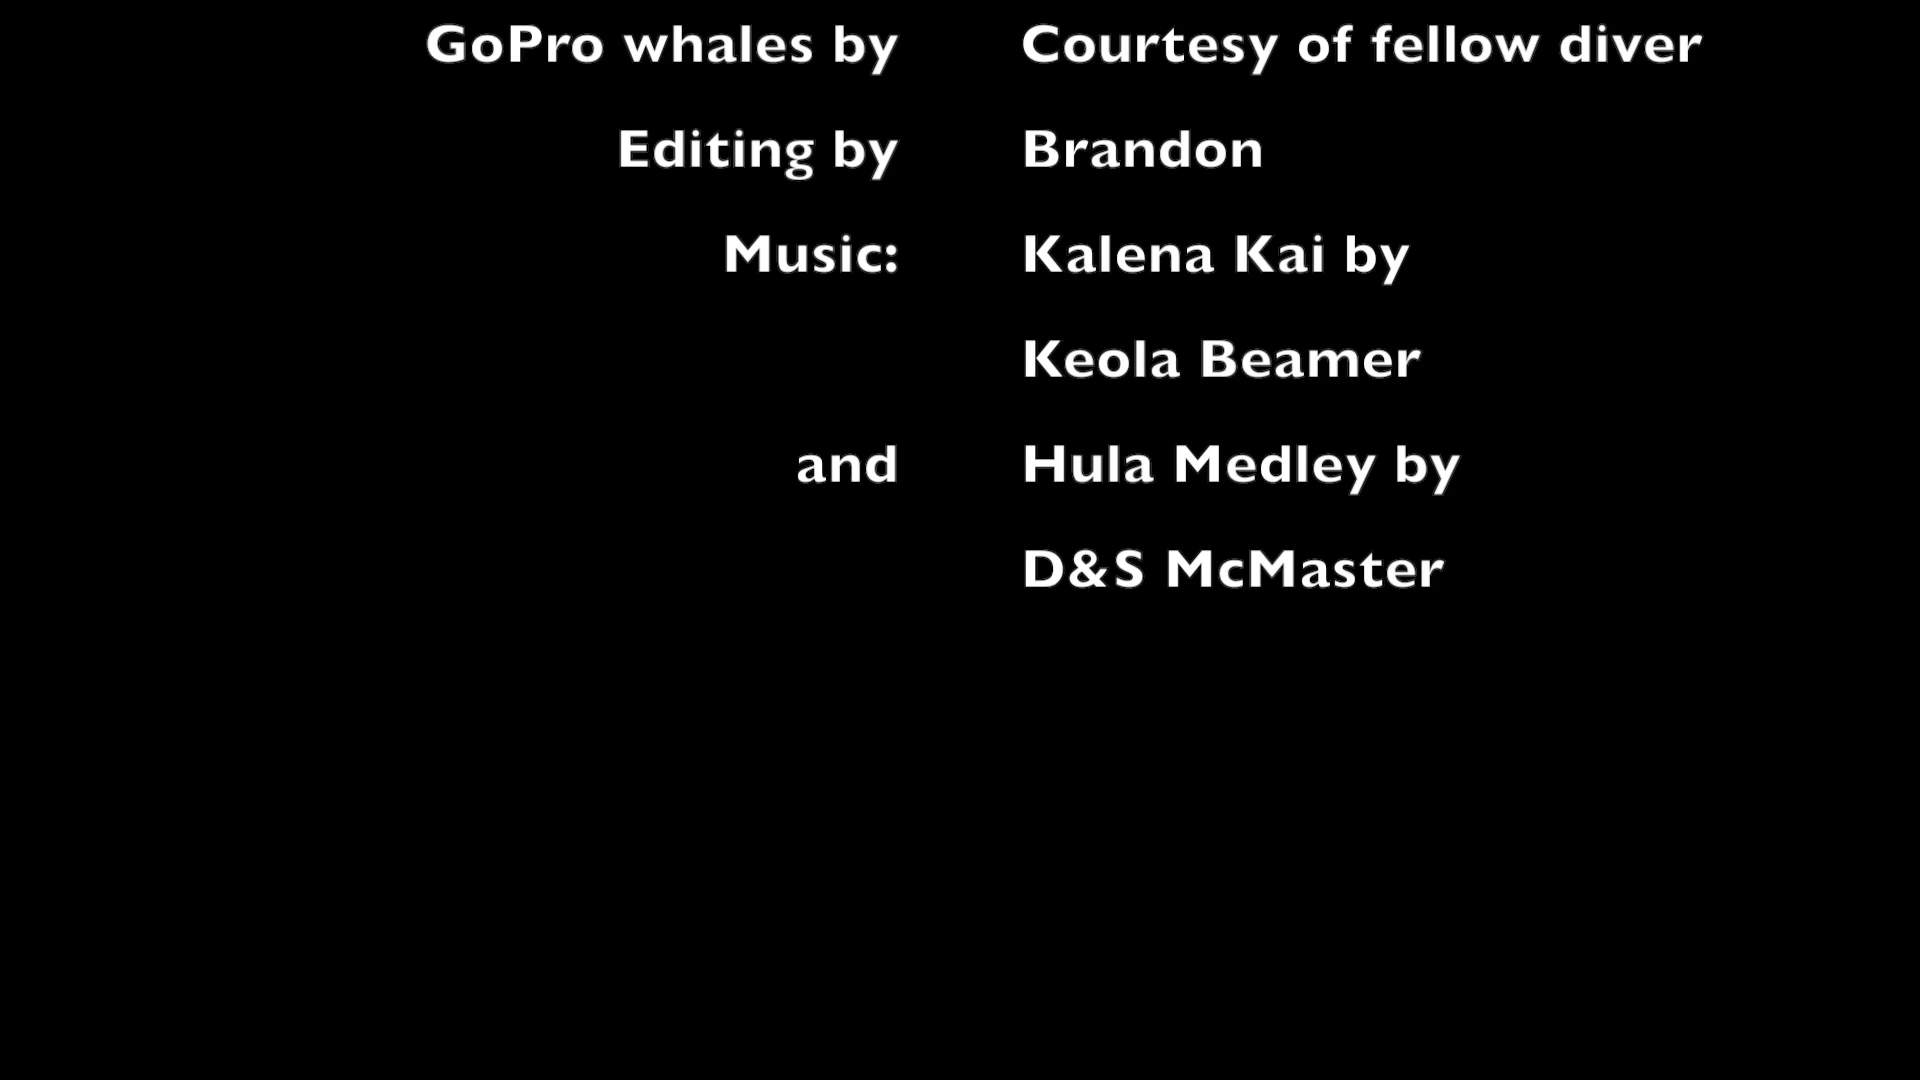 GoPro whales by Courtesy of fellow diver
Editing by Brandon
Music: Kalena Kai by
Keola Beamer
and Hula Medley by
D&S McMaster